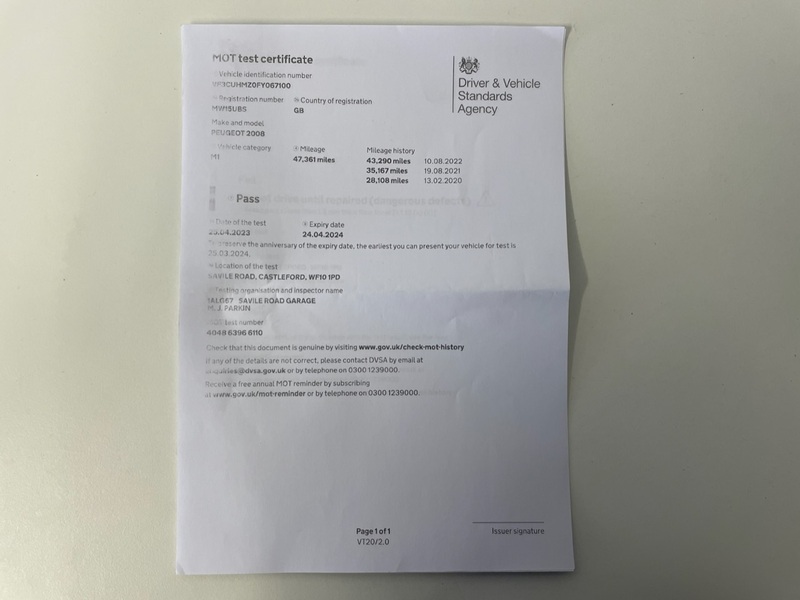 MOT test certificate
Driver & Vehicle
Standards
Agency
Vehicle identification number
Registration number Country of registration
GB
Make and model
PEUGEOT 2008
Vehicle category Mileage Mileage history
M1 47,361 miles 43,290 miles 10.08.2022
35,167 miles 19.08.2021
28,108 miles 13.02.2020
Pass
Date of the test Expiry date
24.04.2024
preserve the anniversary of the expiry date, the earliest you can present your vehicle for test is
25.03.2024.
Location of the test
SAVILE ROAD, CASTLEFORD, WF10 1PD
Testing organisation and inspector name
SAVILE ROAD GARAGE
M. J. PARKIN
test number
4048 6396 6110
Check that this document is genuine by visiting www.gov.uk/check-mot-history
If any of the details are not correct, please contact DVSA by email at
enquiries@dvsa.gov.uk or by telephone on 0300 1239000.
Receive a free annual MOT reminder by subscribing
at www.gov.uk/mot-reminder or by telephone on 0300 1239000.
Page 1 of 1
VT20/2.0
Issuer signature